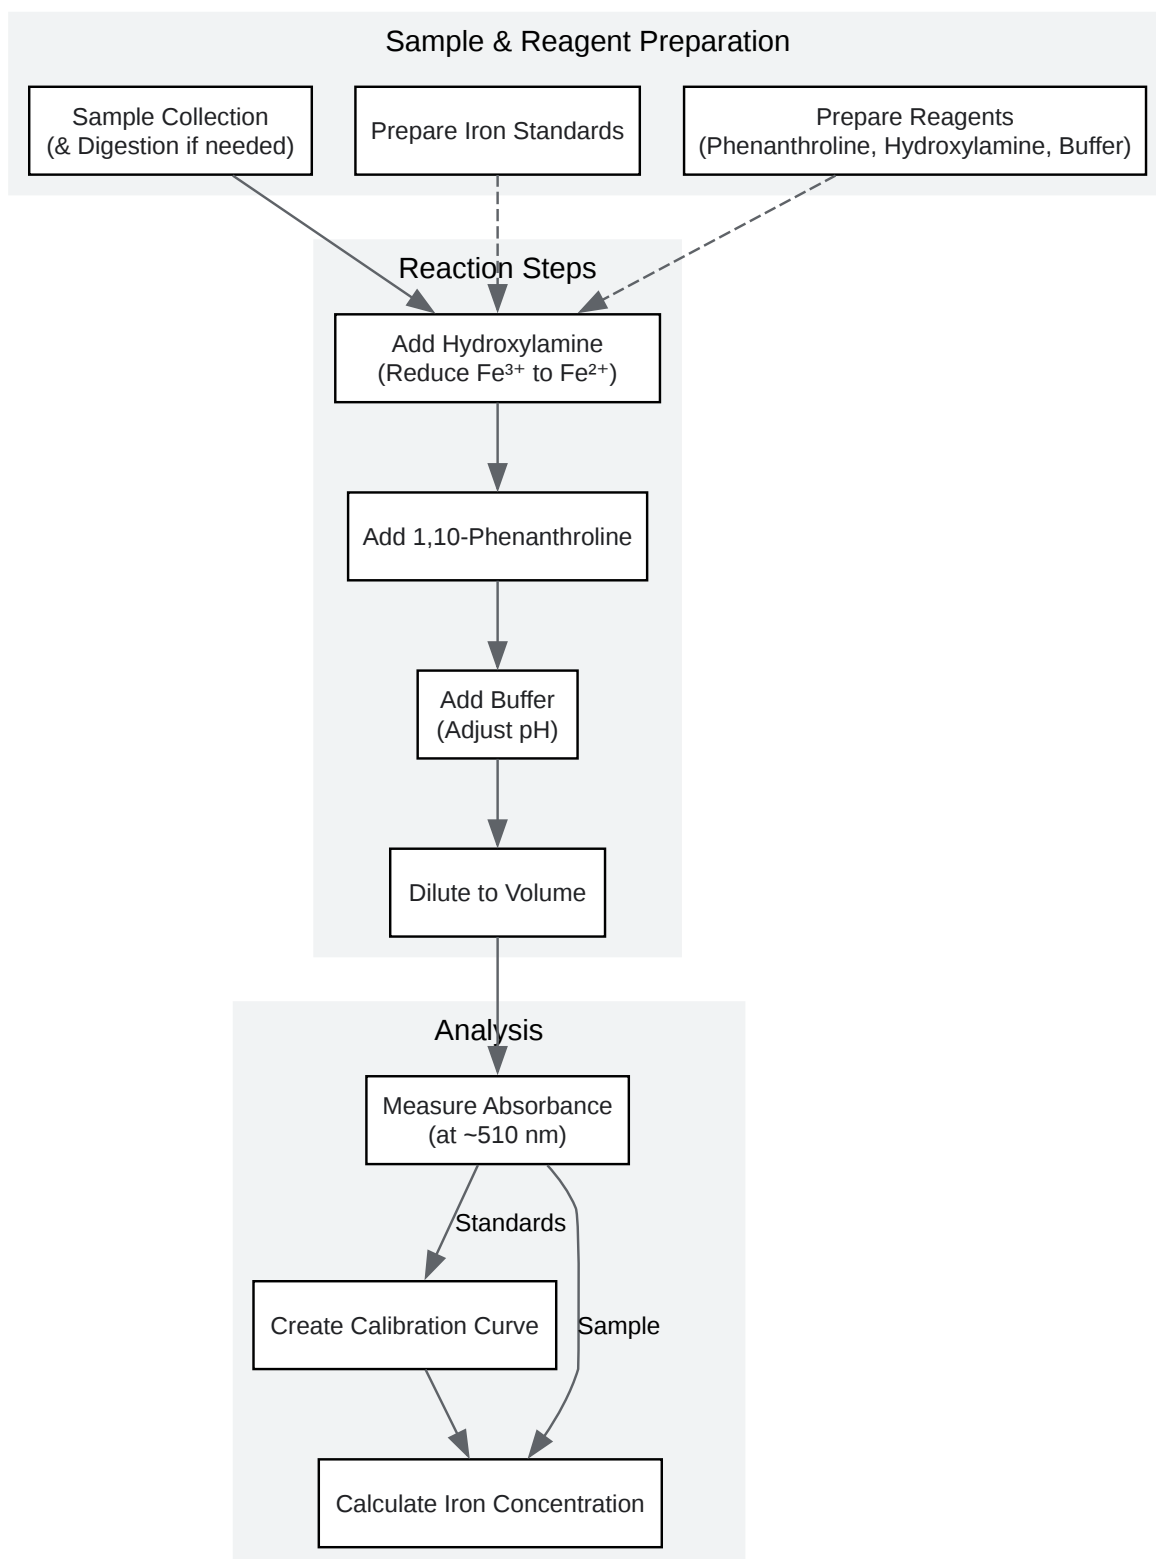 Sample & Reagent Preparation
Sample Collection
(& Digestion if needed)
Prepare Iron Standards
Prepare Reagents
(Phenanthroline, Hydroxylamine, Buffer)
Reaction Steps
Add Hydroxylamine
(Reduce Fe³⁺ to Fe²⁺)
Add 1,10-Phenanthroline
Add Buffer
(Adjust pH)
Dilute to Volume
Analysis
Measure Absorbance
(at ~510 nm)
Standards
Create Calibration Curve
Sample
Calculate Iron Concentration